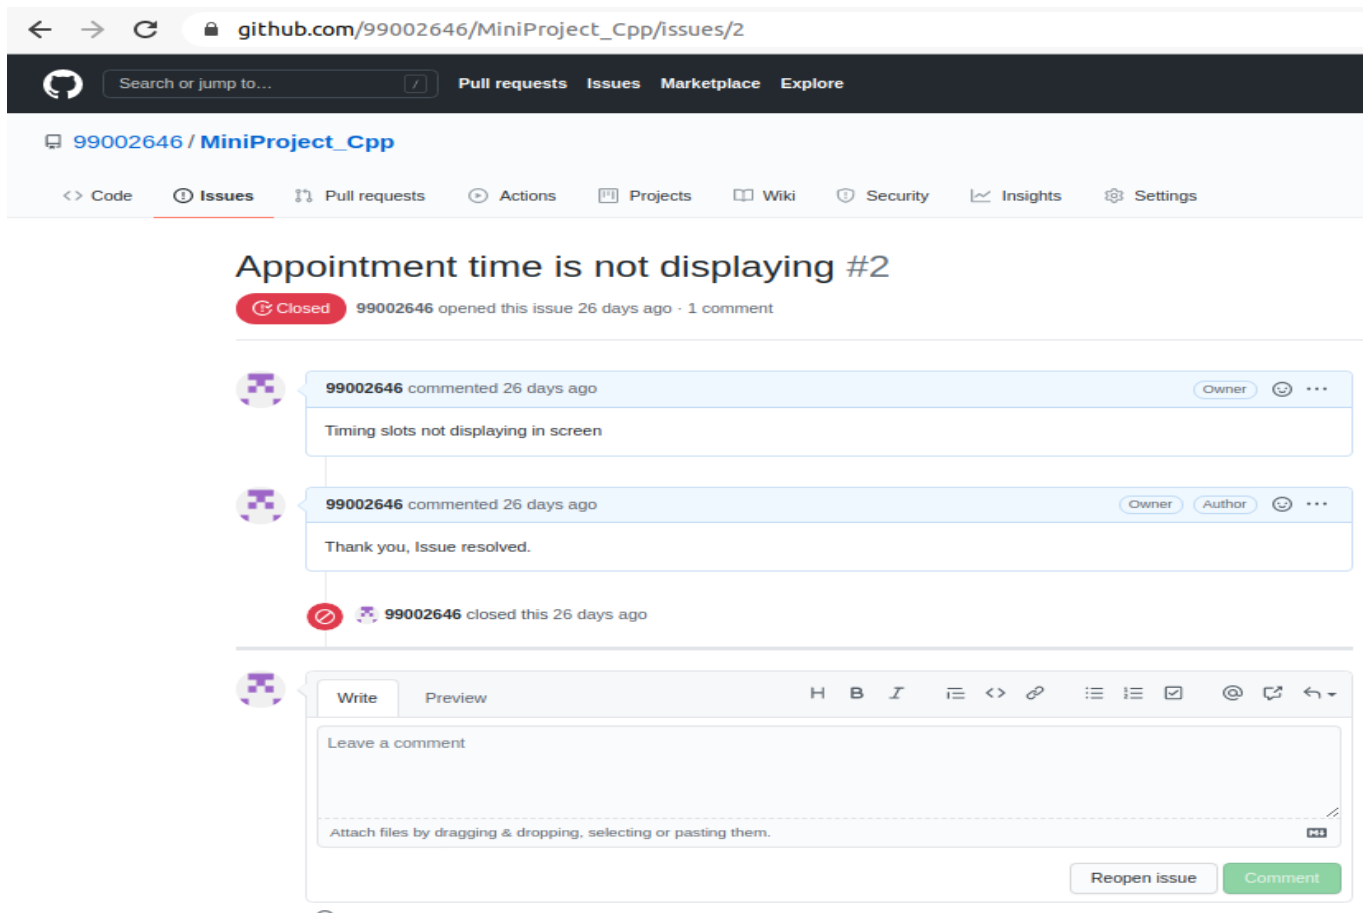 github.com/99002646/MiniProject_Cpp/issues/2
Search or jump to... /
Pull requests Issues Marketplace Explore
99002646 / MiniProject_Cpp
<> Code Issues Pull requests Actions Projects Wiki Security Insights Settings
Appointment time is not displaying #2
Closed 99002646 opened this issue 26 days ago · 1 comment
99002646 commented 26 days ago Owner ...
Timing slots not displaying in screen
99002646 commented 26 days ago Owner Author ...
Thank you, Issue resolved.
99002646 closed this 26 days ago
Write Preview H B I <> @
Leave a comment
Attach files by dragging & dropping, selecting or pasting them.
Reopen issue Comment